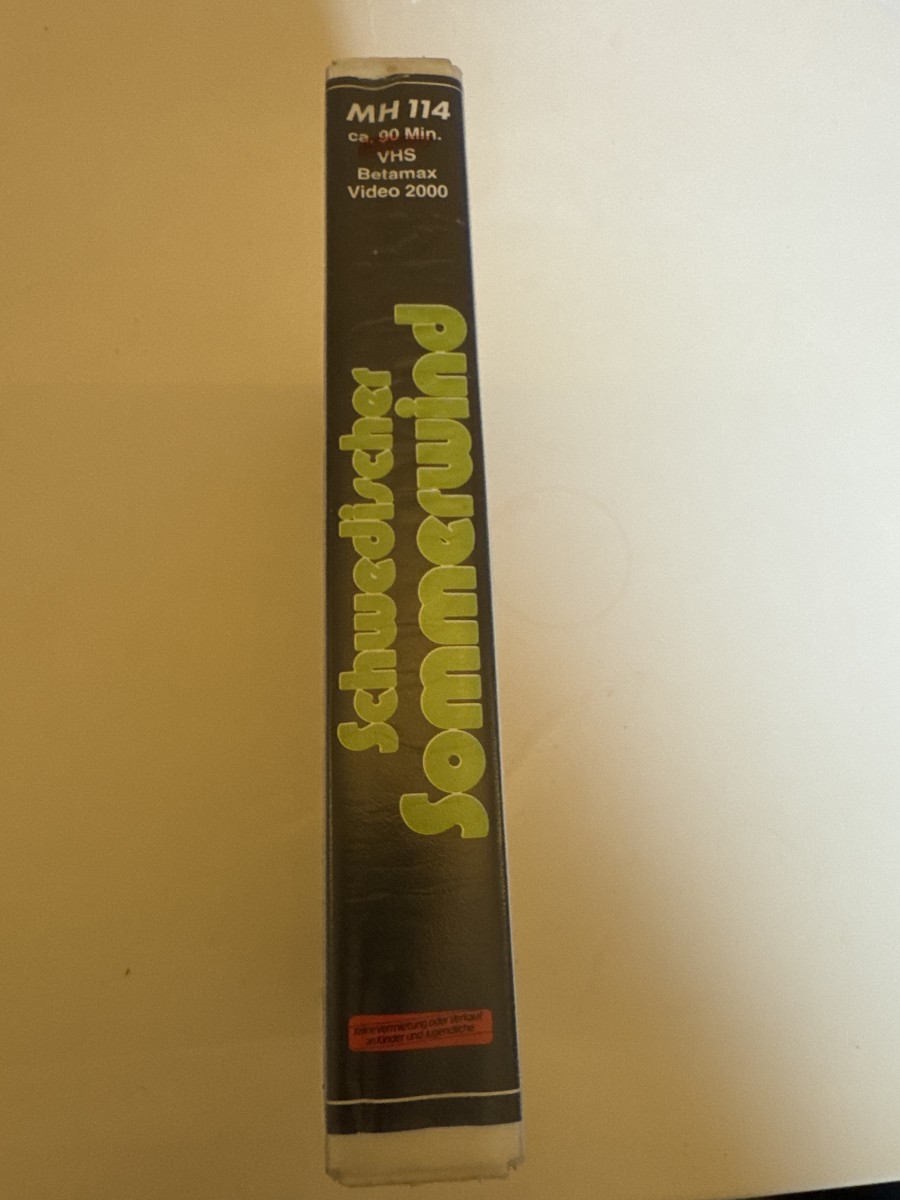 MH 114
ca. 90 Min.
VHS
Betamax
Video 2000
Schwedischer
Sommerwind
Keine Vermietung oder Verkauf
an Kinder und Jugendliche